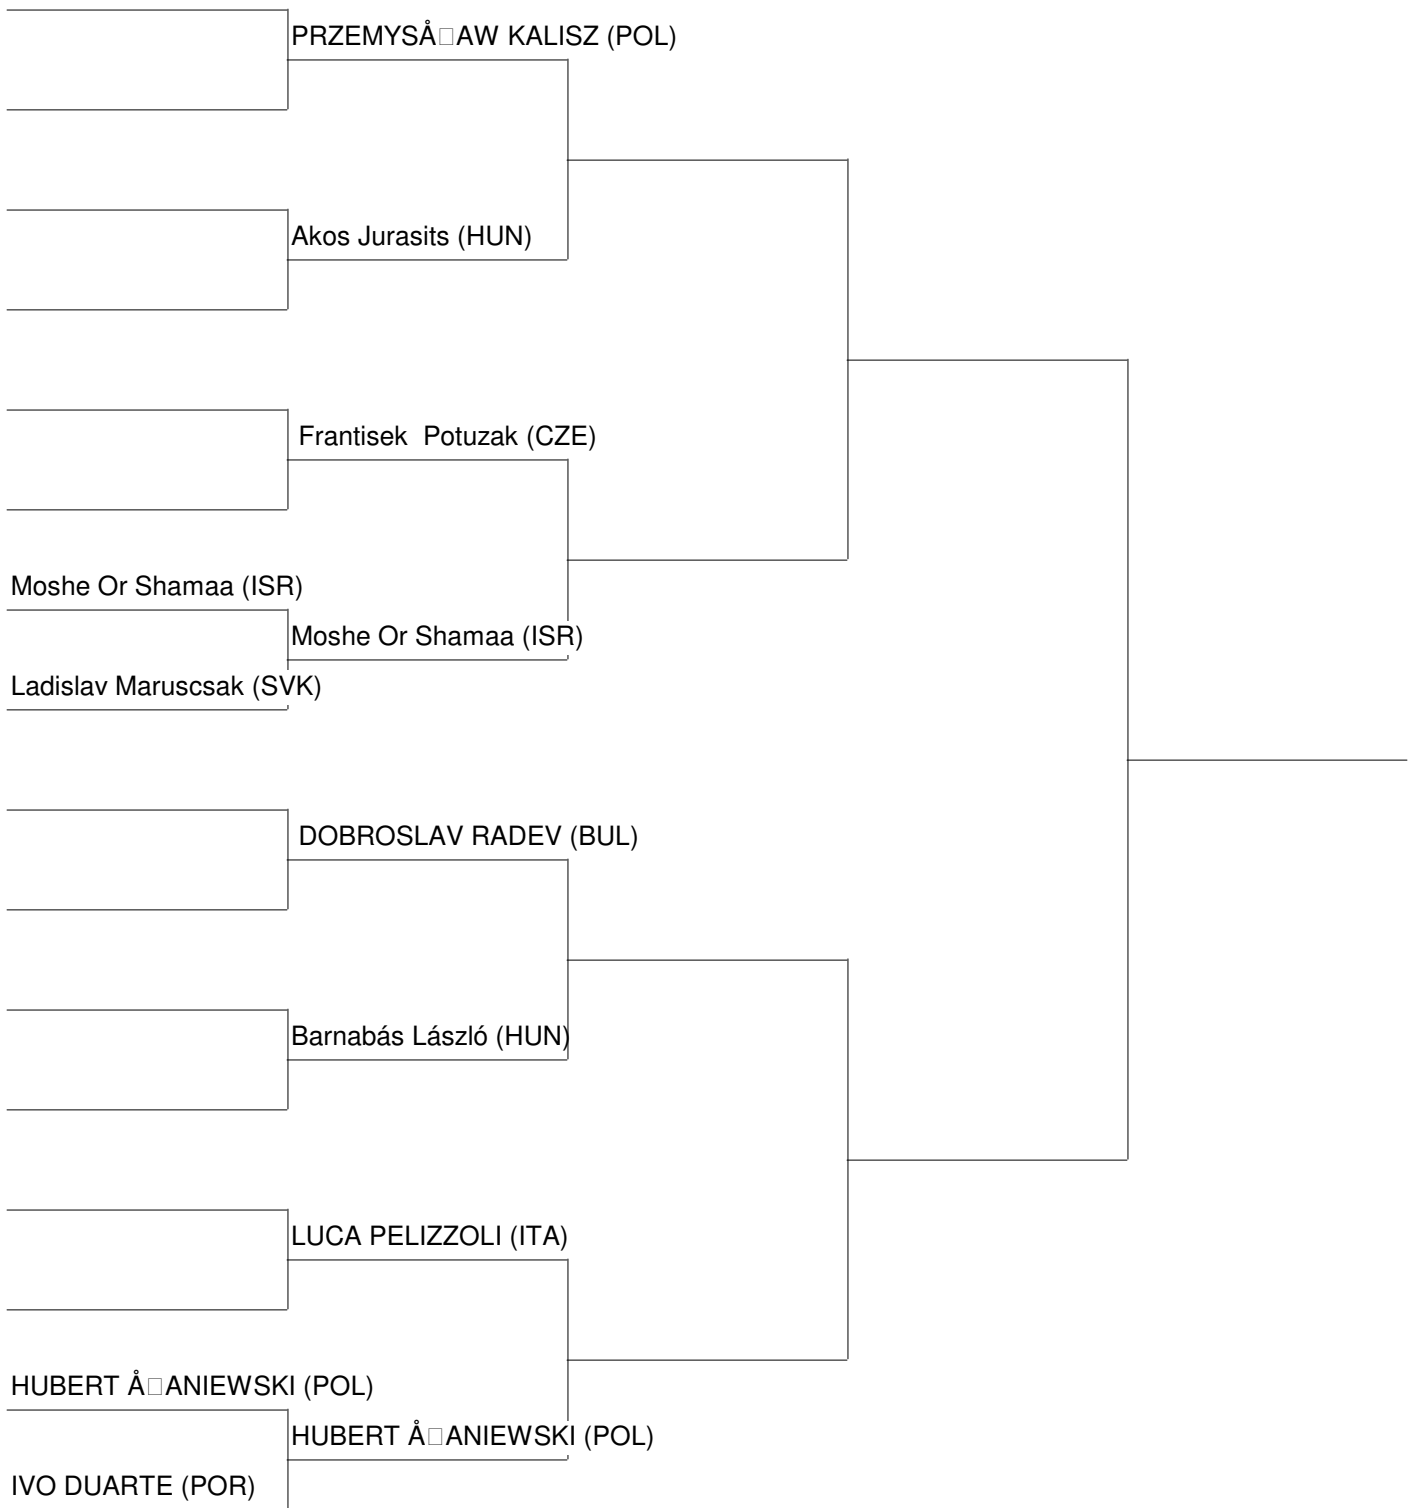 PRZEMYSÅ□AW KALISZ (POL)
Akos Jurasits (HUN)
Frantisek  Potuzak (CZE)
Moshe Or Shamaa (ISR)
Moshe Or Shamaa (ISR)
Ladislav Maruscsak (SVK)
DOBROSLAV RADEV (BUL)
Barnabás László (HUN)
LUCA PELIZZOLI (ITA)
HUBERT Å□ANIEWSKI (POL)
HUBERT Å□ANIEWSKI (POL)
IVO DUARTE (POR)